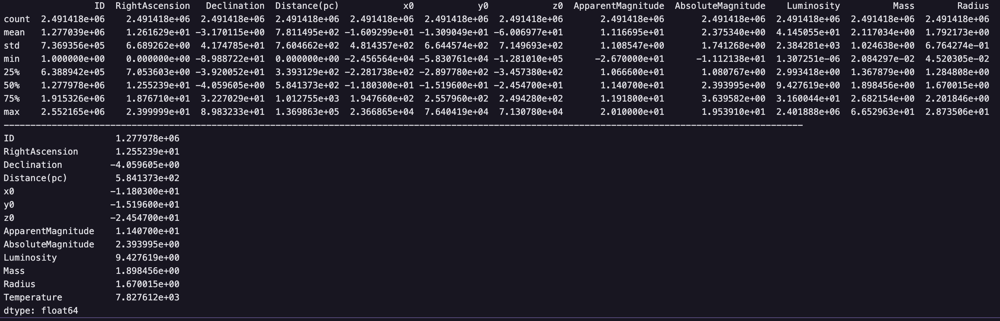 ID RightAscension Declination Distance(pc) x0 y0 z0 ApparentMagnitude AbsoluteMagnitude Luminosity Mass Radius
count 2.491418e+06 2.491418e+06 2.491418e+06 2.491418e+06 2.491418e+06 2.491418e+06 2.491418e+06 2.491418e+06 2.491418e+06 2.491418e+06 2.491418e+06 2.491418e+06
mean 1.277039e+06 1.261629e+01 −3.170115e+00 7.811495e+02 −1.609299e+01 −1.309049e+01 −6.006977e+01 1.116695e+01 2.375340e+00 4.145055e+01 2.117034e+00 1.792173e+00
std 7.369356e+05 6.689262e+00 4.174785e+01 7.604662e+02 4.814357e+02 6.644574e+02 7.149693e+02 1.108547e+00 1.741268e+00 2.384281e+03 1.024638e+00 6.764274e−01
min 1.000000e+00 0.000000e+00 −8.988722e+01 0.000000e+00 −2.456564e+04 −5.830761e+04 −1.281010e+05 −2.670000e+01 −1.112138e+01 1.307251e−06 2.084297e−02 4.520305e−02
25% 6.388942e+05 7.053603e+00 −3.920052e+01 3.393129e+02 −2.281738e+02 −2.897780e+02 −3.457380e+02 1.066600e+01 1.080767e+00 2.993418e+00 1.367879e+00 1.284808e+00
50% 1.277978e+06 1.255239e+01 −4.059605e+00 5.841373e+02 −1.180300e+01 −1.519600e+01 −2.454700e+01 1.140700e+01 2.393995e+00 9.427619e+00 1.898456e+00 1.670015e+00
75% 1.915326e+06 1.876710e+01 3.227029e+01 1.012755e+03 1.947660e+02 2.557960e+02 2.494280e+02 1.191800e+01 3.639582e+00 3.160044e+01 2.682154e+00 2.201846e+00
max 2.552165e+06 2.399999e+01 8.983233e+01 1.369863e+05 2.366865e+04 7.640419e+04 7.130780e+04 2.010000e+01 1.953910e+01 2.401888e+06 6.652963e+01 2.873506e+01
------------------------------------------------------------------------------------------------------------------------------------------------------
ID 1.277978e+06
RightAscension 1.255239e+01
Declination −4.059605e+00
Distance(pc) 5.841373e+02
x0 −1.180300e+01
y0 −1.519600e+01
z0 −2.454700e+01
ApparentMagnitude 1.140700e+01
AbsoluteMagnitude 2.393995e+00
Luminosity 9.427619e+00
Mass 1.898456e+00
Radius 1.670015e+00
Temperature 7.827612e+03
dtype: float64